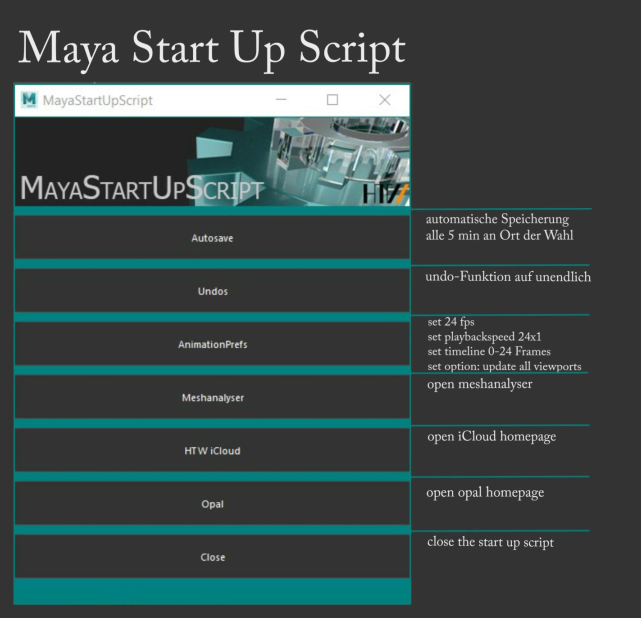 Maya Start Up Script
M MayaStartUpScript
MAYASTARTUPSCRIPT
HTW
Autosave
automatische Speicherung
alle 5 min an Ort der Wahl
Undos
undo-Funktion auf unendlich
AnimationPrefs
set 24 fps
set playbackspeed 24x1
set timeline 0-24 Frames
set option: update all viewports
Meshanalyser
open meshanalyser
HTW iCloud
open iCloud homepage
Opal
open opal homepage
Close
close the start up script